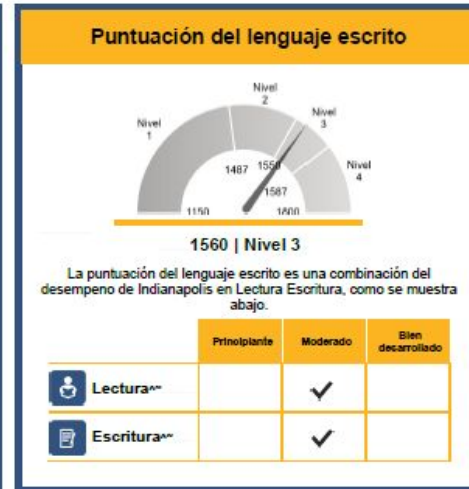 Puntuación del lenguaje escrito
Nivel
2
Nivel
1
Nivel
3
Nivel
4
1487
1550
1587
1150
1800
1560 | Nivel 3
La puntuación del lenguaje escrito es una combinación del
desempeno de Indianapolis en Lectura Escritura, como se muestra
abajo.
Principiante
Moderado
Bien
desarrollado
Lectura^~
Escritura^~